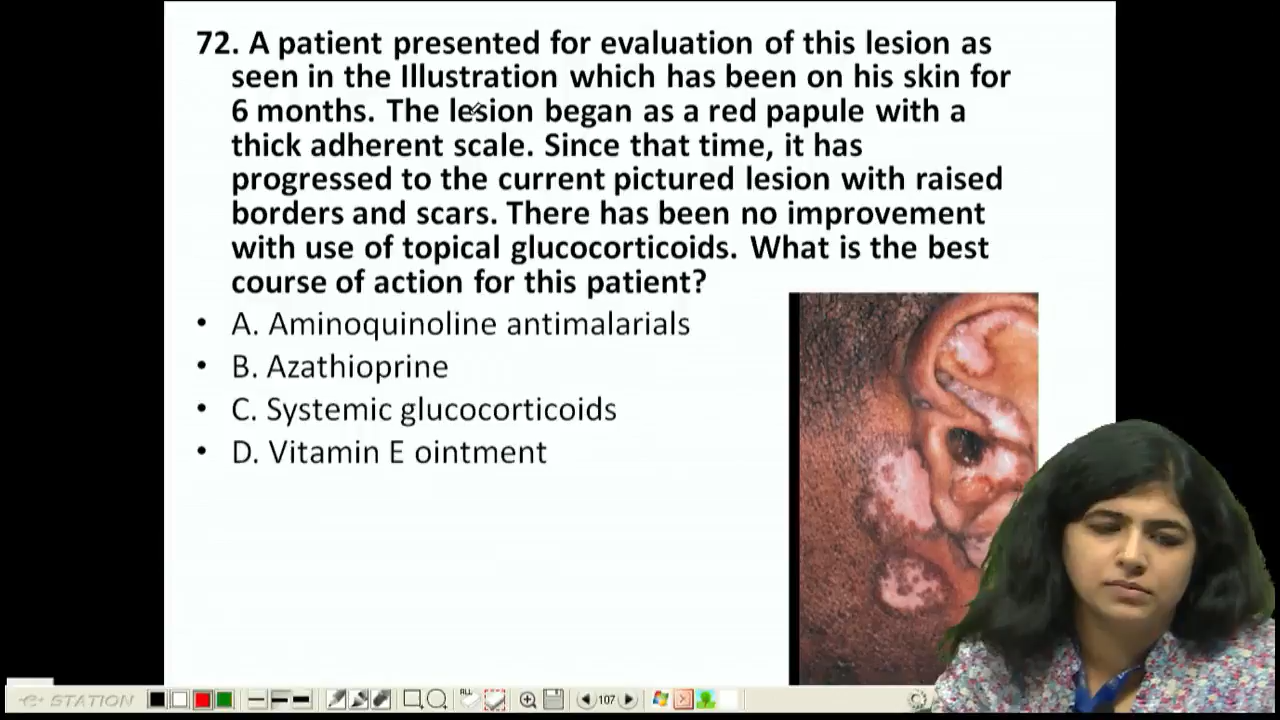 72. A patient presented for evaluation of this lesion as
seen in the Illustration which has been on his skin for
6 months. The lesion began as a red papule with a
thick adherent scale. Since that time, it has
progressed to the current pictured lesion with raised
borders and scars. There has been no improvement
with use of topical glucocorticoids. What is the best
course of action for this patient?
• A. Aminoquinoline antimalarials
• B. Azathioprine
• C. Systemic glucocorticoids
• D. Vitamin E ointment
e+ STATION
ALL
107